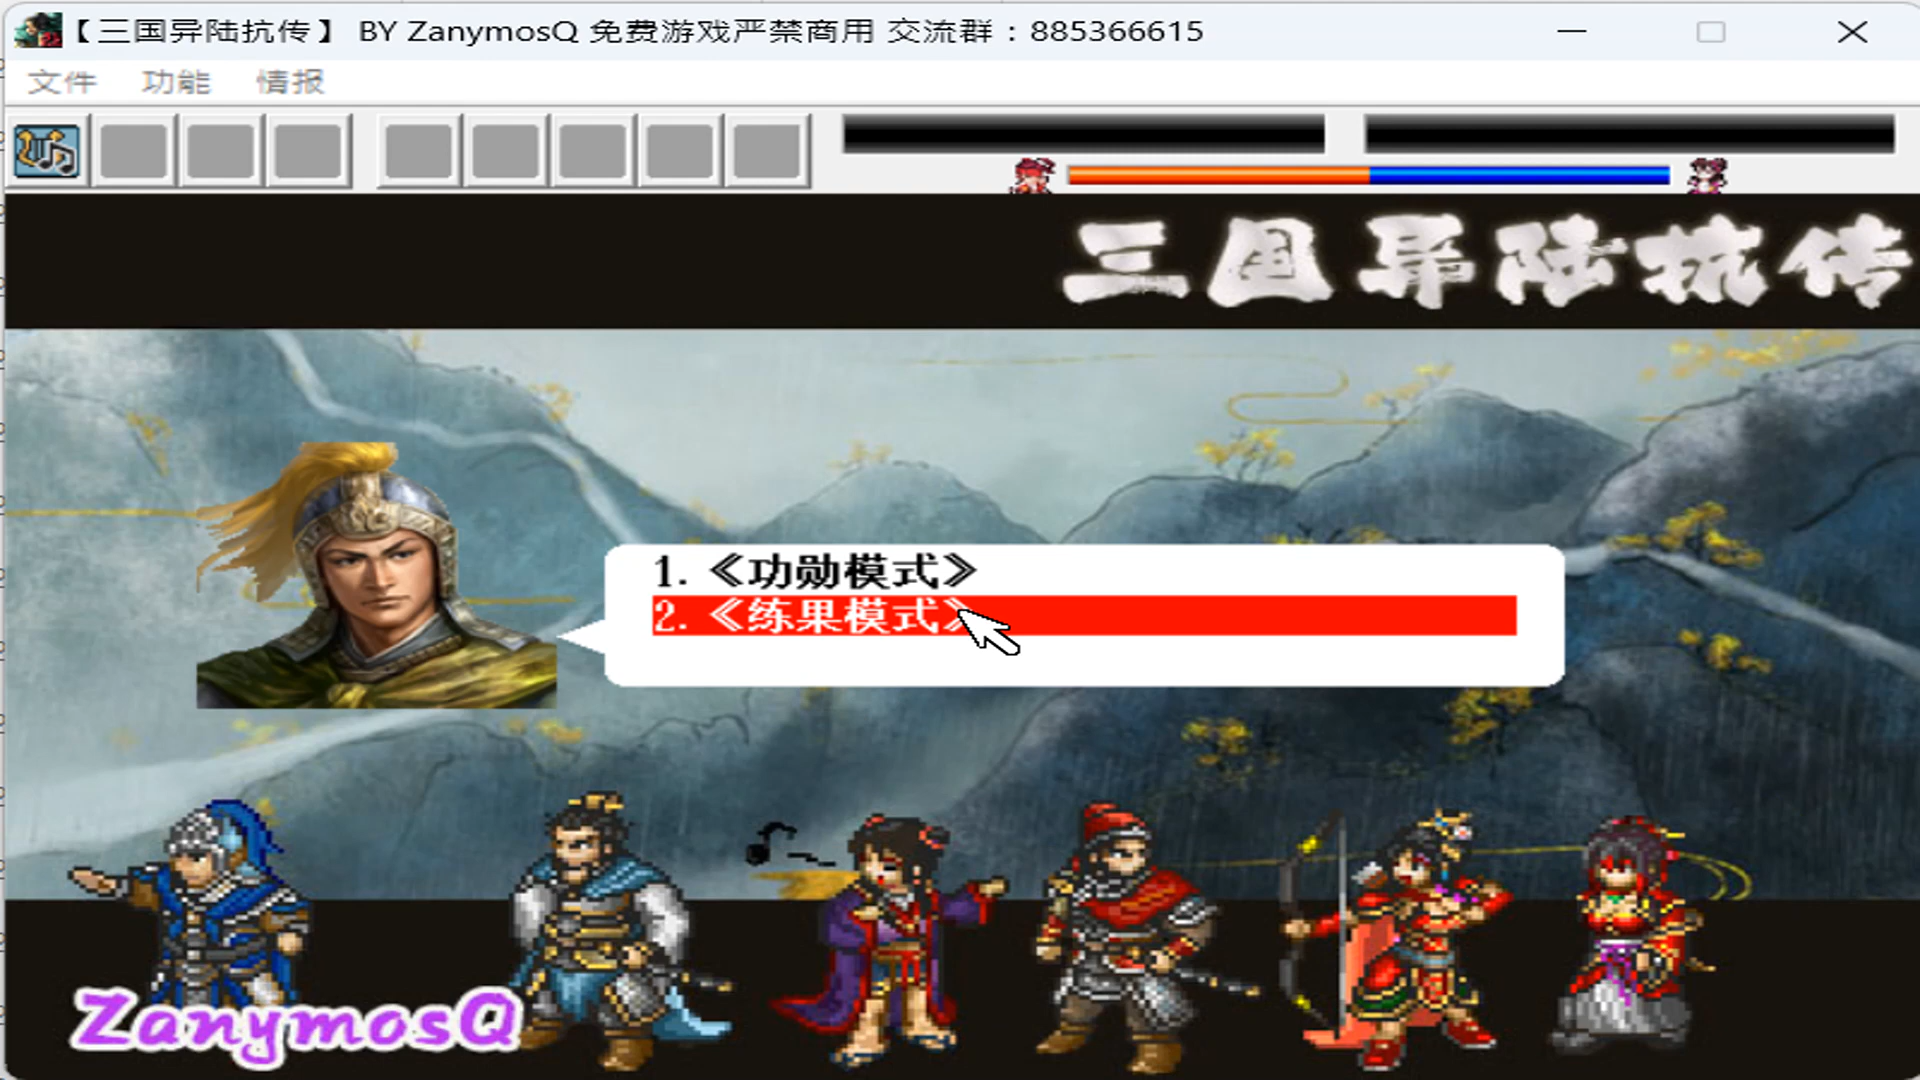 【三国异陆抗传】 BY ZanymosQ 免费游戏严禁商用 交流群：885366615
文件 功能 情报
三国异陆抗传
1.《功勋模式》
2.《练果模式》
ZanymosQ